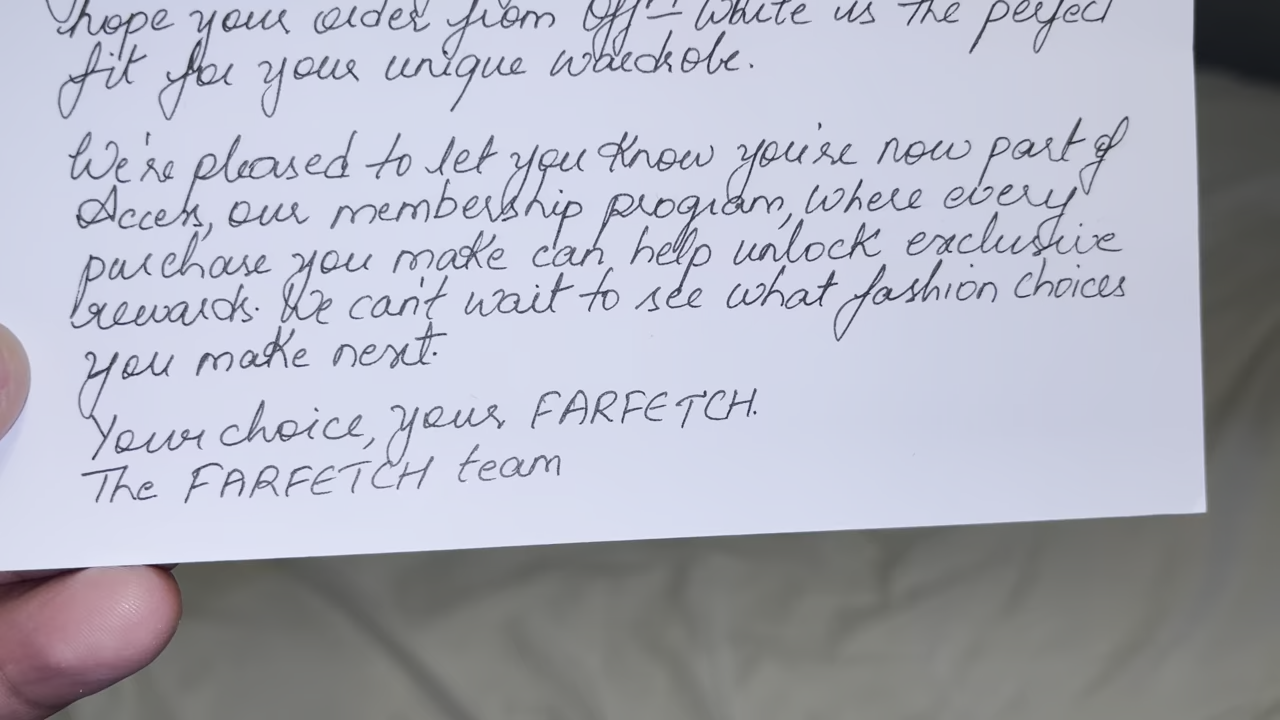 hope your order from Off-White is the perfect
fit for your unique wardrobe.
We're pleased to let you know you're now part of
Access, our membership program, where every
purchase you make can help unlock exclusive
rewards. We can't wait to see what fashion choices
you make next.
Your choice, your FARFETCH.
The FARFETCH team